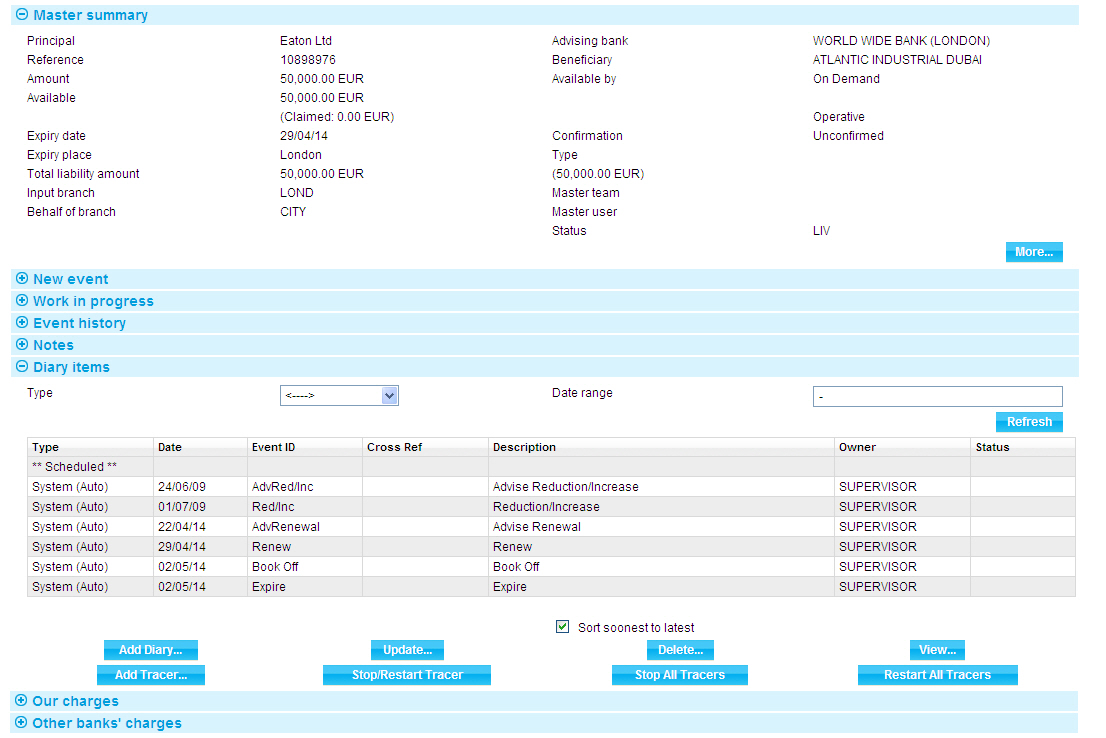 Master summary
Principal Eaton Ltd Advising bank WORLD WIDE BANK (LONDON)
Reference 10898976 Beneficiary ATLANTIC INDUSTRIAL DUBAI
Amount 50,000.00 EUR Available by On Demand
Available 50,000.00 EUR
(Claimed: 0.00 EUR) Operative
Expiry date 29/04/14 Confirmation Unconfirmed
Expiry place London Type
Total liability amount 50,000.00 EUR (50,000.00 EUR)
Input branch LOND Master team
Behalf of branch CITY Master user
Status LIV
More...
New event
Work in progress
Event history
Notes
Diary items
Type <----> Date range -
Refresh
Type Date Event ID Cross Ref Description Owner Status
** Scheduled **
System (Auto) 24/06/09 AdvRed/Inc Advise Reduction/Increase SUPERVISOR
System (Auto) 01/07/09 Red/Inc Reduction/Increase SUPERVISOR
System (Auto) 22/04/14 AdvRenewal Advise Renewal SUPERVISOR
System (Auto) 29/04/14 Renew Renew SUPERVISOR
System (Auto) 02/05/14 Book Off Book Off SUPERVISOR
System (Auto) 02/05/14 Expire Expire SUPERVISOR
Sort soonest to latest
Add Diary... Update... Delete... View...
Add Tracer... Stop/Restart Tracer Stop All Tracers Restart All Tracers
Our charges
Other banks' charges